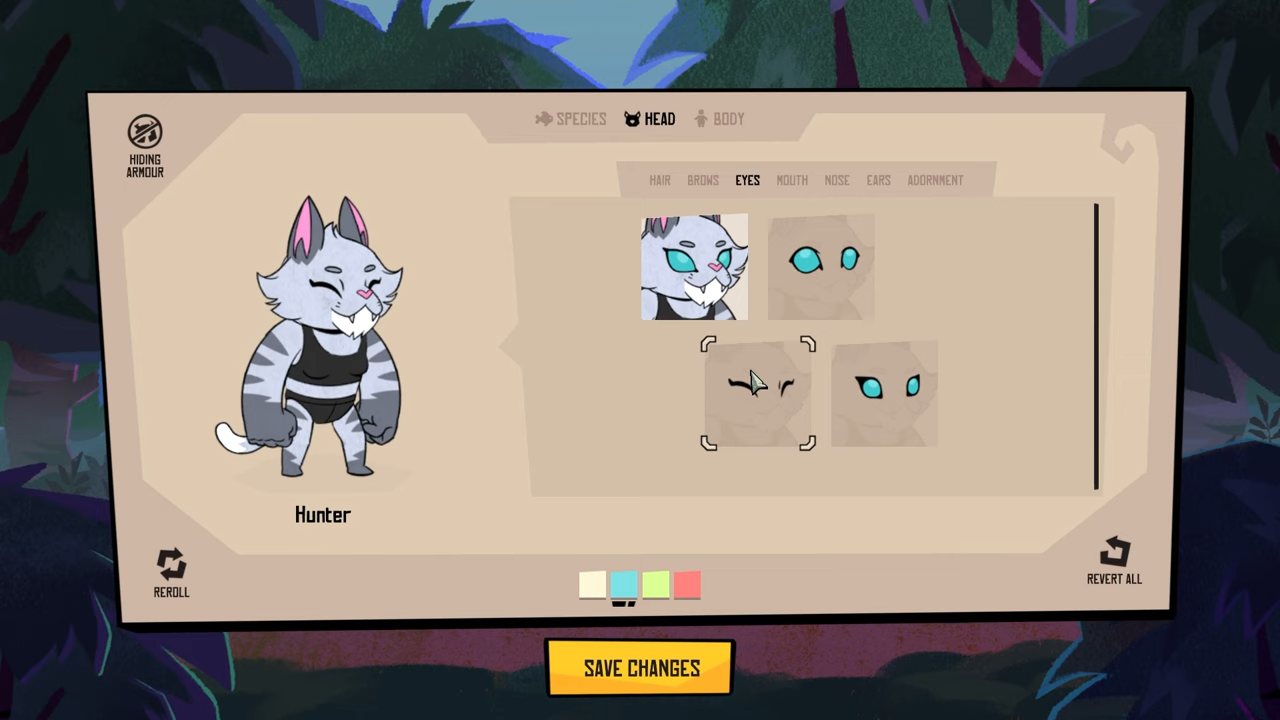 SPECIES HEAD BODY
HIDING
ARMOUR
HAIR BROWS EYES MOUTH NOSE EARS ADORNMENT
Hunter
REROLL
REVERT ALL
SAVE CHANGES